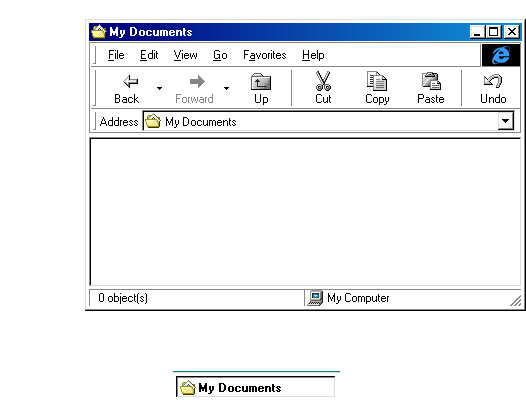 My Documents
File Edit View Go Favorites Help
Back Forward Up Cut Copy Paste Undo
Address My Documents
0 object(s) My Computer
My Documents